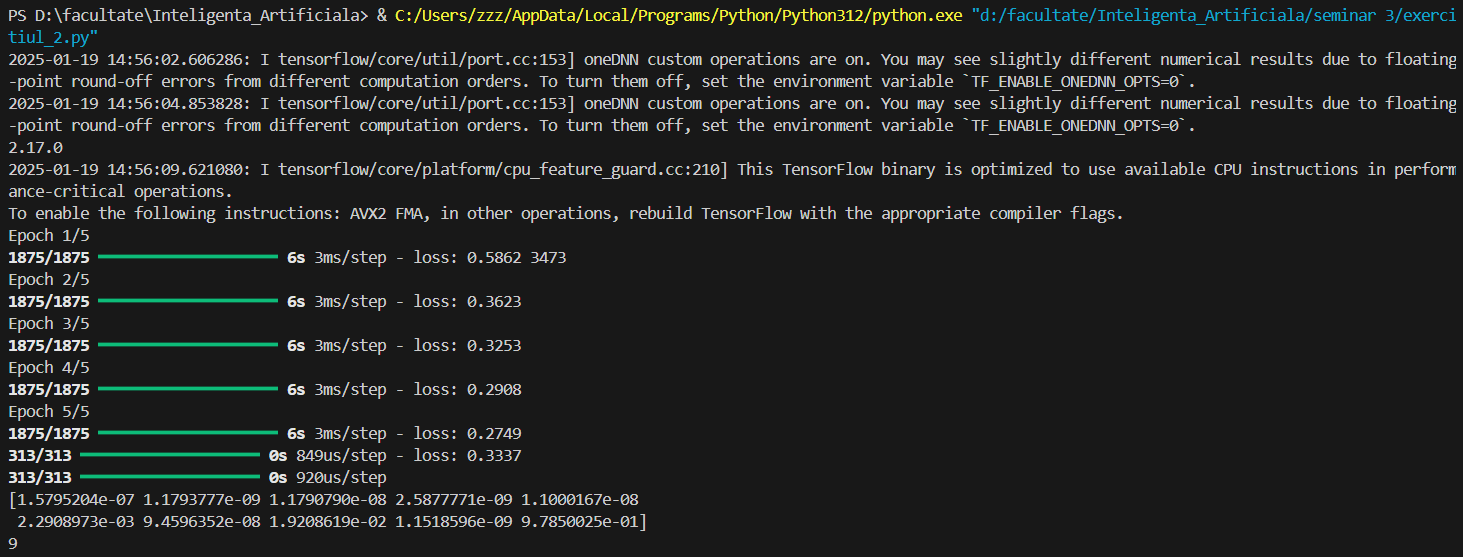 PS D:\facultate\Inteligenta_Artificiala> & C:/Users/zzz/AppData/Local/Programs/Python/Python312/python.exe "d:/facultate/Inteligenta_Artificiala/seminar 3/exerci
tiul_2.py"
2025-01-19 14:56:02.606286: I tensorflow/core/util/port.cc:153] oneDNN custom operations are on. You may see slightly different numerical results due to floating
-point round-off errors from different computation orders. To turn them off, set the environment variable `TF_ENABLE_ONEDNN_OPTS=0`.
2025-01-19 14:56:04.853828: I tensorflow/core/util/port.cc:153] oneDNN custom operations are on. You may see slightly different numerical results due to floating
-point round-off errors from different computation orders. To turn them off, set the environment variable `TF_ENABLE_ONEDNN_OPTS=0`.
2.17.0
2025-01-19 14:56:09.621080: I tensorflow/core/platform/cpu_feature_guard.cc:210] This TensorFlow binary is optimized to use available CPU instructions in perform
ance-critical operations.
To enable the following instructions: AVX2 FMA, in other operations, rebuild TensorFlow with the appropriate compiler flags.
Epoch 1/5
1875/1875 6s 3ms/step - loss: 0.5862 3473
Epoch 2/5
1875/1875 6s 3ms/step - loss: 0.3623
Epoch 3/5
1875/1875 6s 3ms/step - loss: 0.3253
Epoch 4/5
1875/1875 6s 3ms/step - loss: 0.2908
Epoch 5/5
1875/1875 6s 3ms/step - loss: 0.2749
313/313 0s 849us/step - loss: 0.3337
313/313 0s 920us/step
[1.5795204e-07 1.1793777e-09 1.1790790e-08 2.5877771e-09 1.1000167e-08
2.2908973e-03 9.4596352e-08 1.9208619e-02 1.1518596e-09 9.7850025e-01]
9